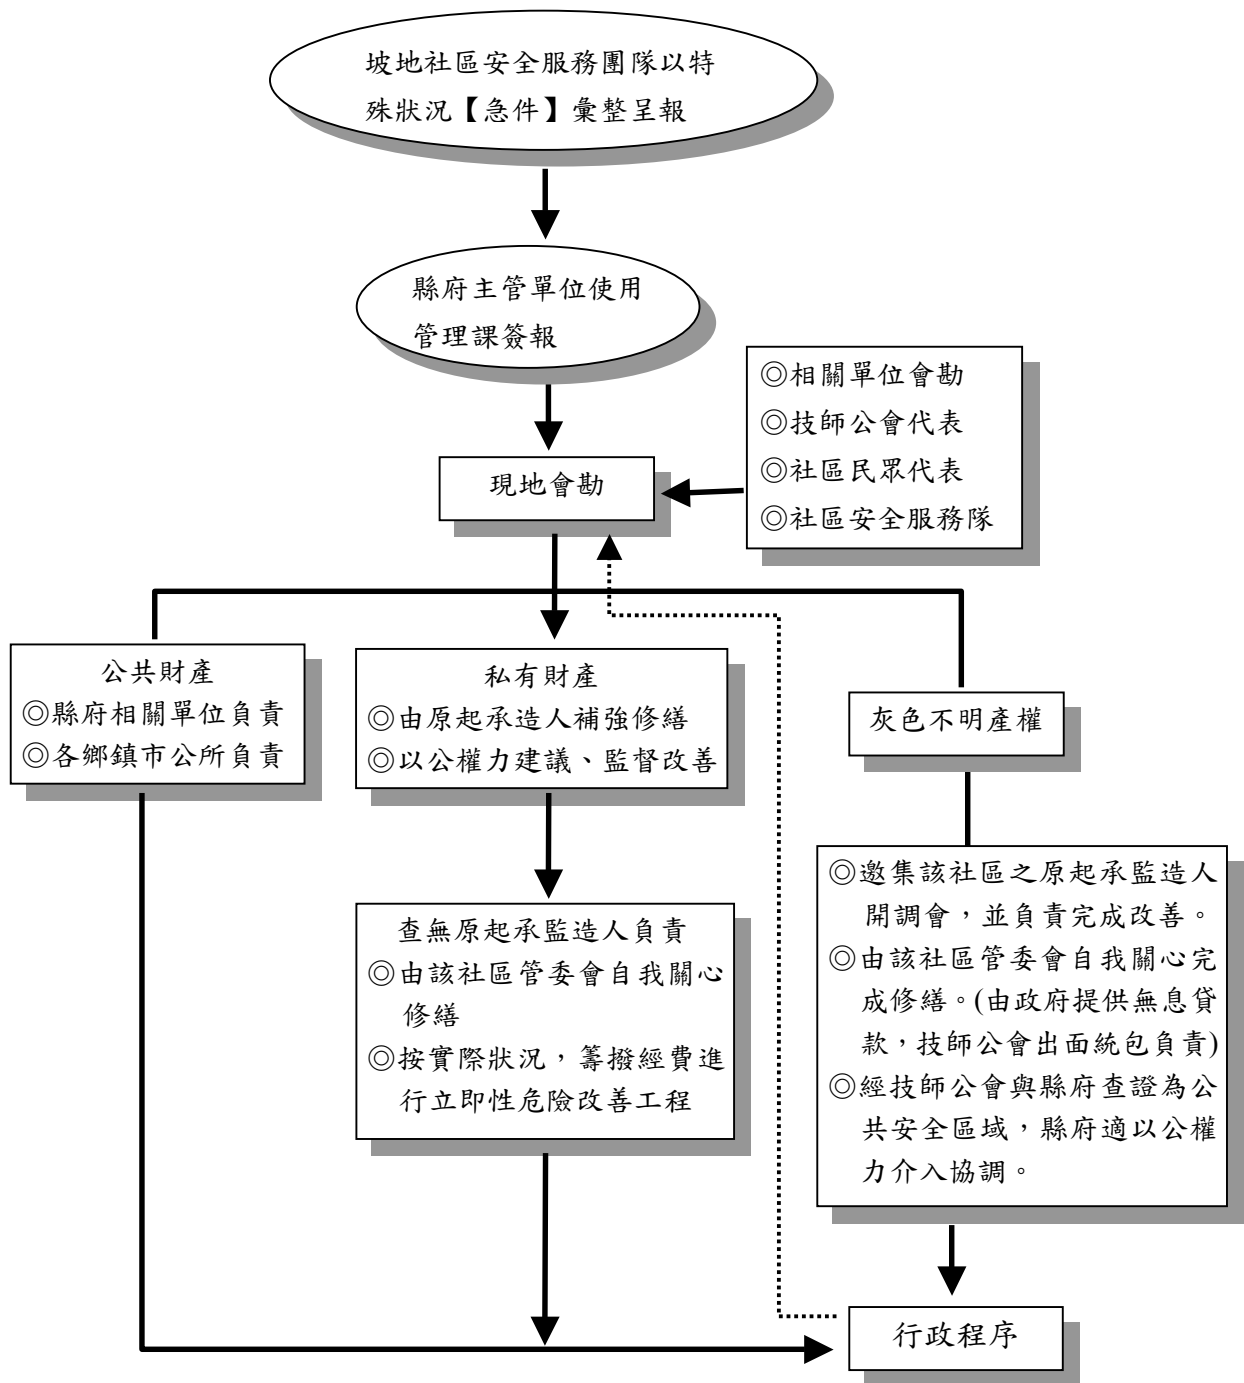 坡地社區安全服務團隊以特
殊狀況【急件】彙整呈報
縣府主管單位使用
管理課簽報
◎相關單位會勘
◎技師公會代表
◎社區民眾代表
◎社區安全服務隊
現地會勘
公共財產
◎縣府相關單位負責
◎各鄉鎮市公所負責
私有財產
◎由原起承造人補強修繕
◎以公權力建議、監督改善
灰色不明產權
查無原起承監造人負責
◎由該社區管委會自我關心
修繕
◎按實際狀況，籌撥經費進
行立即性危險改善工程
◎邀集該社區之原起承監造人
開調會，並負責完成改善。
◎由該社區管委會自我關心完
成修繕。(由政府提供無息貸
款，技師公會出面統包負責)
◎經技師公會與縣府查證為公
共安全區域，縣府適以公權
力介入協調。
行政程序